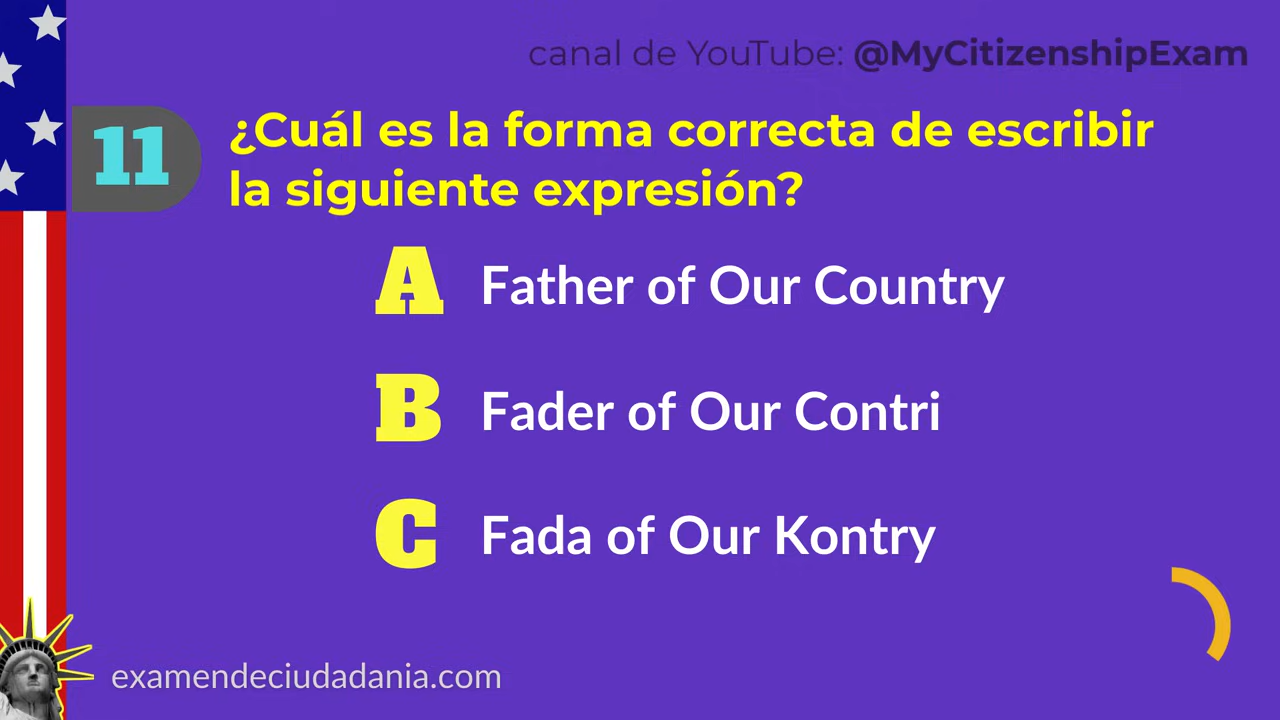 canal de YouTube: @MyCitizenshipExam
11
¿Cuál es la forma correcta de escribir
la siguiente expresión?
A Father of Our Country
B Fader of Our Contri
C Fada of Our Kontry
examendeciudadania.com